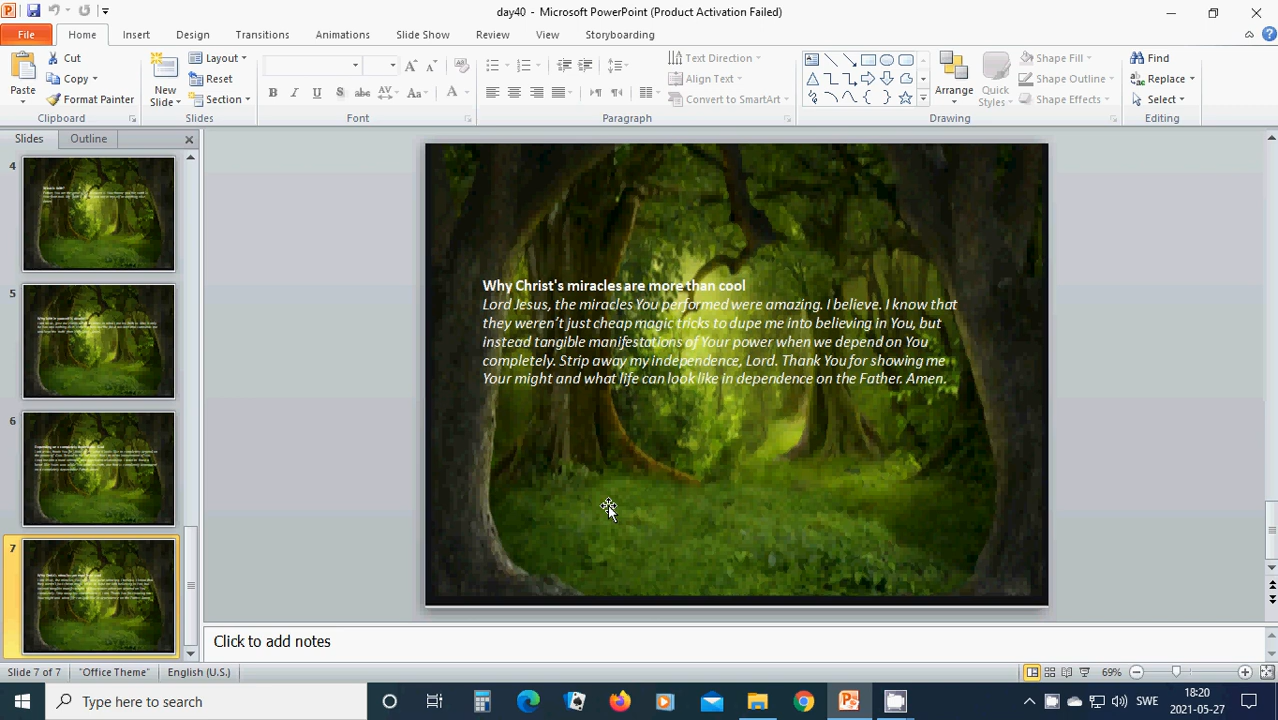 day40 - Microsoft PowerPoint (Product Activation Failed)
File Home Insert Design Transitions Animations Slide Show Review View Storyboarding
Paste
Cut
Copy
Format Painter
Clipboard
New
Slide
Layout
Reset
Section
Slides
Font
Paragraph
Text Direction
Align Text
Convert to SmartArt
Arrange
Quick
Styles
Shape Fill
Shape Outline
Shape Effects
Drawing
Find
Replace
Select
Editing
Slides Outline
4
5
6
7
Why Christ's miracles are more than cool
Lord Jesus, the miracles You performed were amazing. I believe. I know that
they weren't just cheap magic tricks to dupe me into believing in You, but
instead tangible manifestations of Your power when we depend on You
completely. Strip away my independence, Lord. Thank You for showing me
Your might and what life can look like in dependence on the Father. Amen.
Click to add notes
Slide 7 of 7 "Office Theme" English (U.S.) 69%
Type here to search
SWE
18:20
2021-05-27